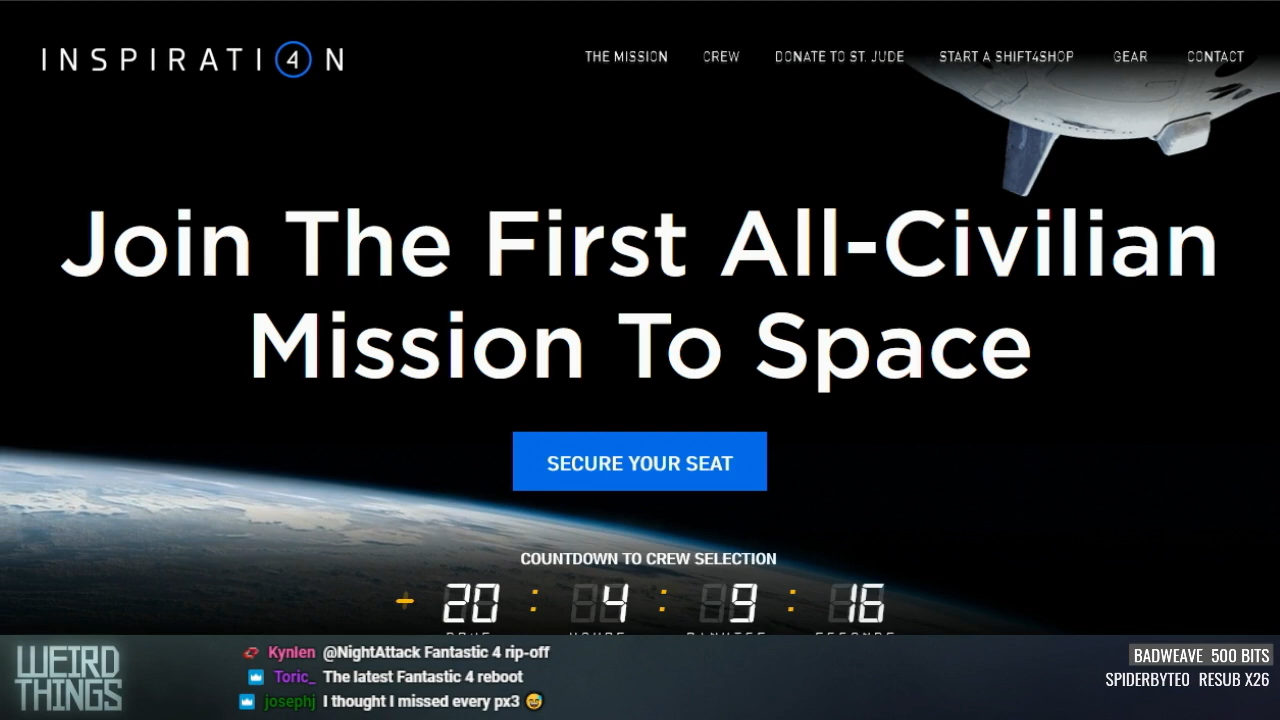 INSPIRATI4N
THE MISSION CREW DONATE TO ST. JUDE START A SHIFT4SHOP GEAR CONTACT
Join The First All-Civilian
Mission To Space
SECURE YOUR SEAT
COUNTDOWN TO CREW SELECTION
20 : 4 : 9 : 16
WEIRD
THINGS
Kynlen @NightAttack Fantastic 4 rip-off
Toric_ The latest Fantastic 4 reboot
josephj I thought I missed every px3 😅
BADWEAVE 500 BITS
SPIDERBYTEO RESUB X26